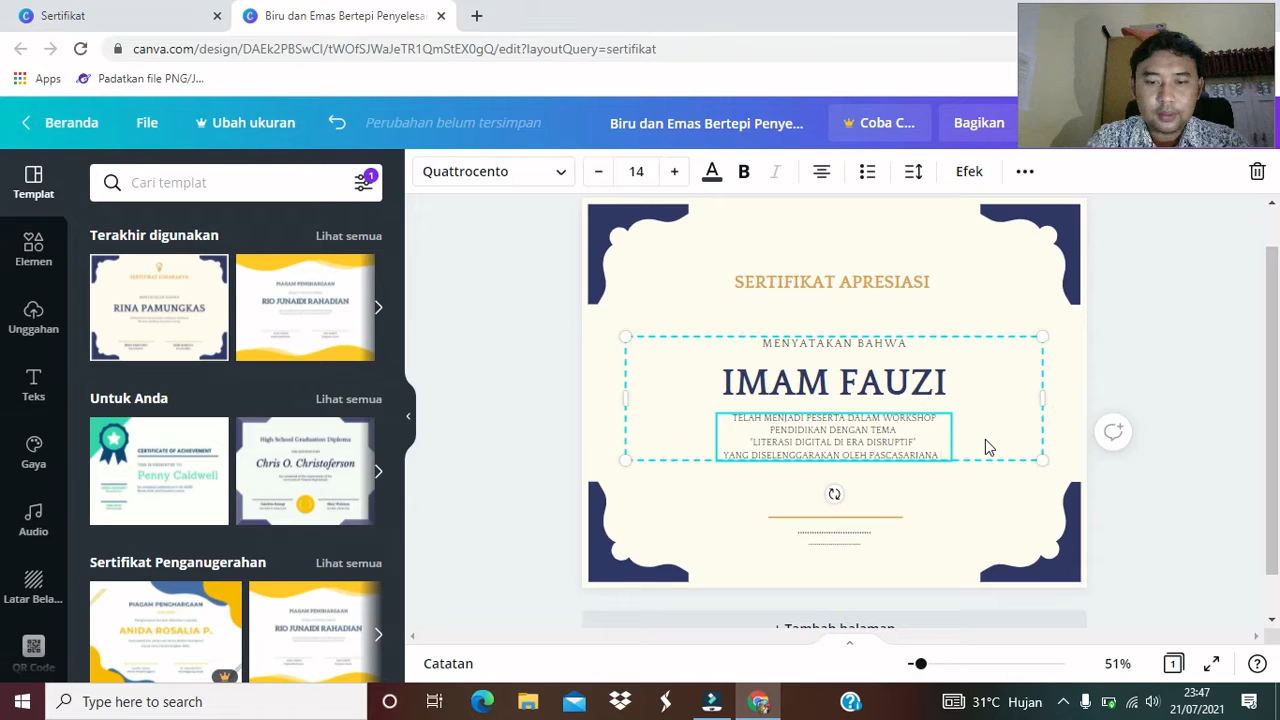 Sertifikat
Biru dan Emas Bertepi Penyelesa
canva.com/design/DAEk2PBSwCI/tWOfSJWaJeTR1QmStEX0gQ/edit?layoutQuery=sertifikat
Apps
Padatkan file PNG/J...
Beranda
File
Ubah ukuran
Perubahan belum tersimpan
Biru dan Emas Bertepi Penye...
Coba C...
Bagikan
Templat
Cari templat
1
Quattrocento
14
A
B
I
Efek
Elemen
Unggahan
Teks
Gaya
Audio
Latar Bela...
QR Code
Terakhir digunakan
Lihat semua
RINA PAMUNGKAS
PIAGAM PENGHARGAAN
RIO JUNAIDI RAHADIAN
Untuk Anda
Lihat semua
CERTIFICATE OF ACHIEVEMENT
Penny Caldwell
High School Graduation Diploma
Chris O. Christoferson
Sertifikat Penganugerahan
Lihat semua
PIAGAM PENGHARGAAN
ANIDA ROSALIA P.
PIAGAM PENGHARGAAN
RIO JUNAIDI RAHADIAN
SERTIFIKAT APRESIASI
MENYATAKAN BAHWA
IMAM FAUZI
TELAH MENJADI PESERTA DALAM WORKSHOP
PENDIDIKAN DENGAN TEMA
"LITERASI DIGITAL DI ERA DISRUPTIF"
YANG DISELENGGARAKAN OLEH PASCASARJANA
Catatan
51%
1
Type here to search
31°C Hujan
23:47
21/07/2021